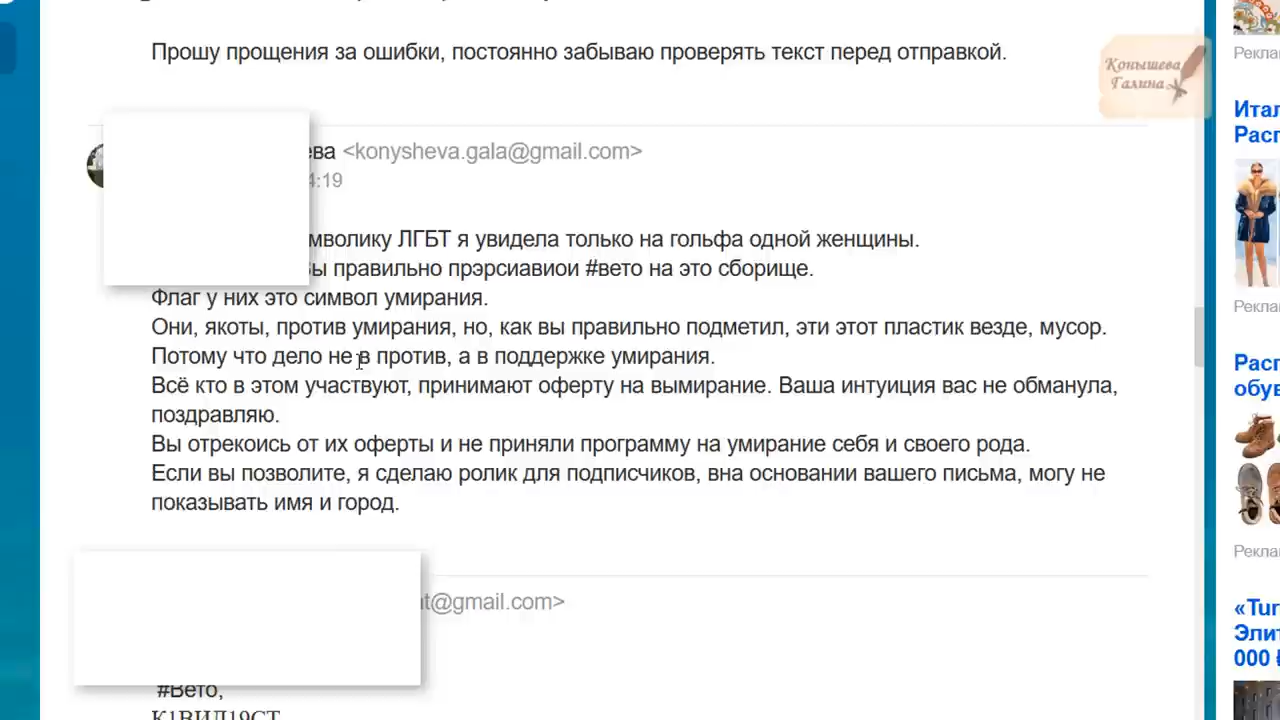 Прошу прощения за ошибки, постоянно забываю проверять текст перед отправкой.
Конышева
Галина
ева <konysheva.gala@gmail.com>
4:19
мволику ЛГБТ я увидела только на гольфа одной женщины.
вы правильно прэрсиавиои #вето на это сборище.
Флаг у них это символ умирания.
Они, якоты, против умирания, но, как вы правильно подметил, эти этот пластик везде, мусор.
Потому что дело не в против, а в поддержке умирания.
Всё кто в этом участвуют, принимают оферту на вымирание. Ваша интуиция вас не обманула,
поздравляю.
Вы отрекоись от их оферты и не приняли программу на умирание себя и своего рода.
Если вы позволите, я сделаю ролик для подписчиков, вна основании вашего письма, могу не
показывать имя и город.
nt@gmail.com>
#Вето,
К1ВИД19СТ
Рекла
Итал
Расп
Рекла
Расп
обув
Рекла
«Tur
Элит
000 ₽